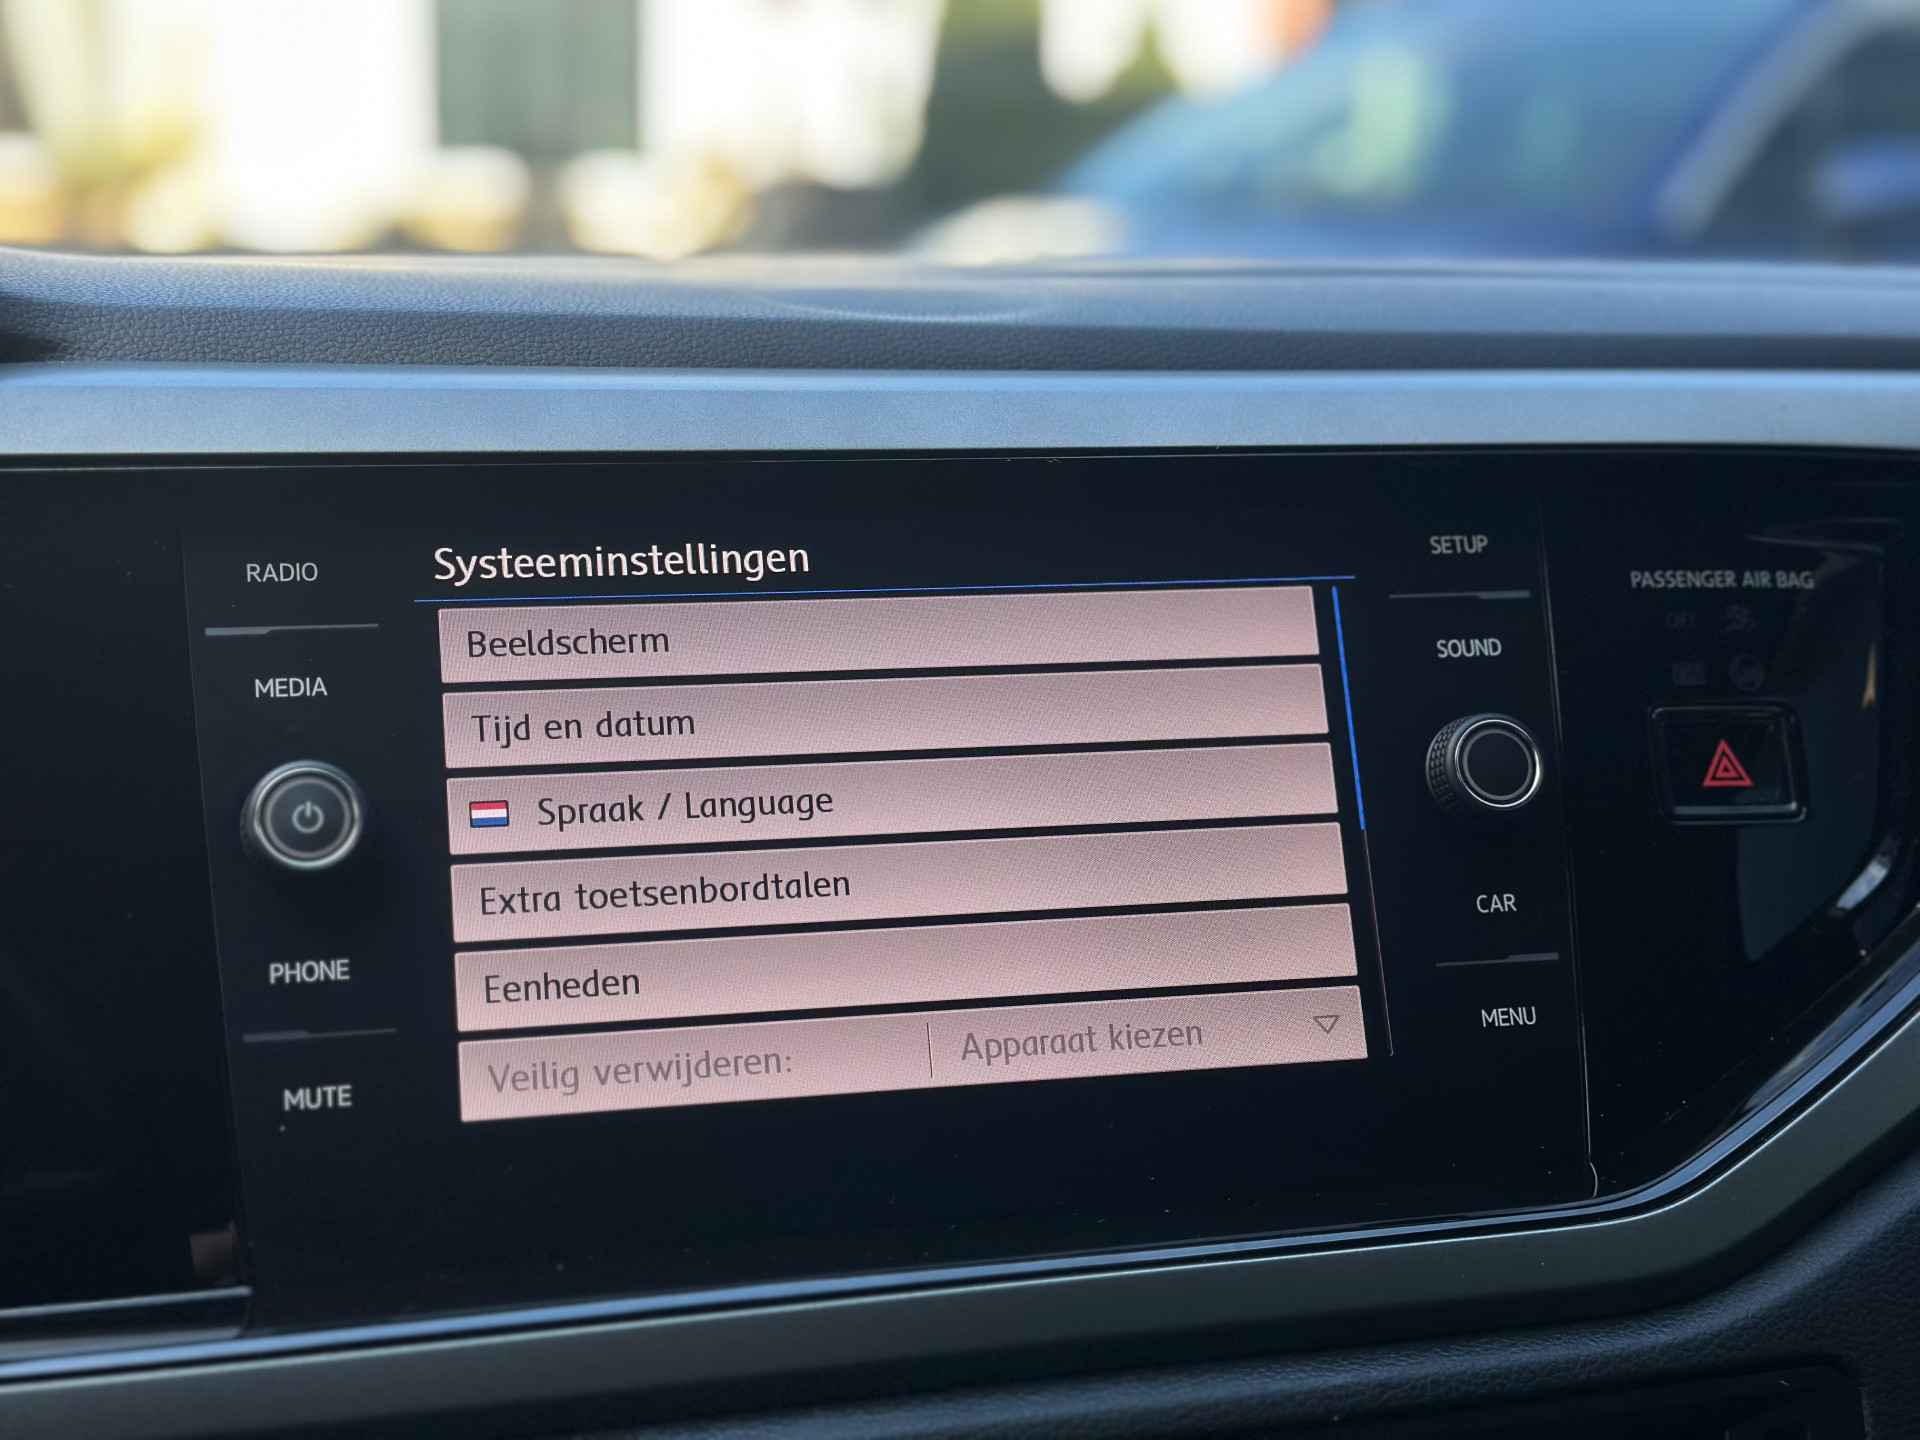 RADIO
MEDIA
PHONE
MUTE
Systeeminstellingen
Beeldscherm
Tijd en datum
Spraak / Language
Extra toetsenbordtalen
Eenheden
Veilig verwijderen: Apparaat kiezen
SETUP
SOUND
CAR
MENU
PASSENGER AIR BAG
OFF